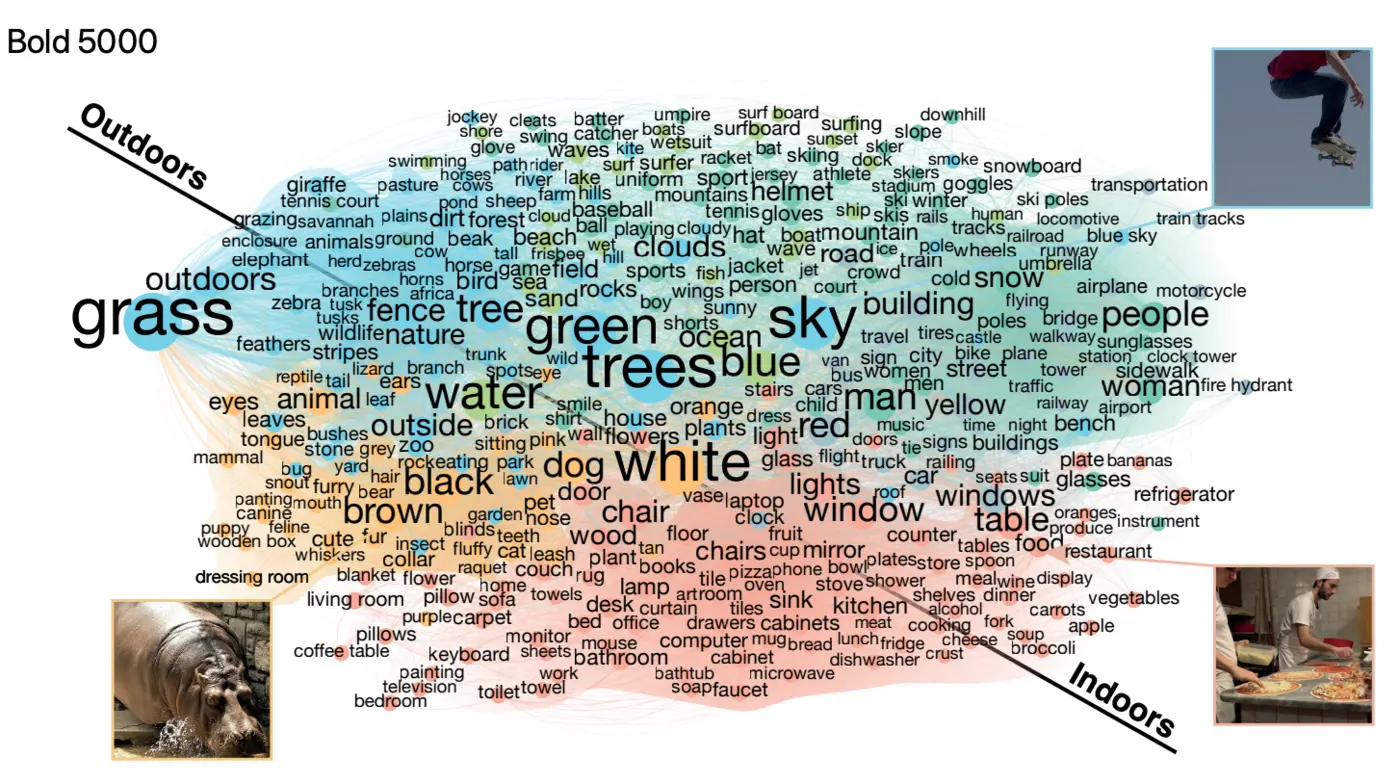 Bold 5000
Outdoors
jockey cleats batter umpire surf board downhill
shore swing catcher boats surfboard surfing slope
glove waves kite wetsuit bat sunset skier
swimming path rider surf surfer racket skiing dock skiers smoke snowboard
horses river lake uniform sport jersey athlete
giraffe pasture cows farm hills mountains helmet stadium goggles transportation
tennis court pond sheep ski winter ski poles
grazing savannah plains dirt forest cloud baseball tennis gloves ship skis rails human locomotive train tracks
enclosure animals ground beak beach ball playing cloudy hat boat mountain tracks railroad blue sky
elephant herd zebras cow tall frisbee wet hill clouds wave road ice train pole wheels runway
outdoors horns horse game field sports fish jacket jet crowd cold snow umbrella
branches africa bird sea rocks wings person court airplane motorcycle
grass zebra tusk fence tree sand boy sunny sky building flying people
tusks green shorts poles bridge
feathers wildlife nature ocean travel tires castle walkway sunglasses
stripes trunk wild trees blue van sign city bike plane station clock tower
reptile tail lizard branch spots eye bus women street tower sidewalk
eyes animal ears leaf water stairs cars men traffic woman fire hydrant
leaves smile orange dress child man yellow railway airport
tongue bushes outside brick shirt house plants red music time night bench
stone grey zoo sitting pink wall flowers light doors tie signs buildings
mammal bug yard rock eating park dog white glass flight truck railing plate bananas
snout furry hair black lawn lights car seats suit glasses
panting mouth bear door vase laptop roof windows refrigerator
canine brown garden pet chair clock window table oranges
puppy feline blinds nose produce instrument
wooden box cute fur insect teeth wood floor fruit counter tables food
whiskers collar fluffy cat leash plant tan chairs cup mirror restaurant
dressing room blanket flower raquet couch rug books pizza phone bowl plates store spoon
living room pillow home sofa towels lamp tile oven stove shower meal wine display
purple carpet desk curtain artroom tiles sink kitchen shelves dinner vegetables
pillows bed office drawers cabinets meat alcohol carrots
coffee table monitor mouse computer mug bread lunch cooking fork apple
keyboard sheets bathroom cabinet fridge cheese soup
painting work bathtub microwave dishwasher crust broccoli
television toilet towel soap faucet
bedroom
Indoors